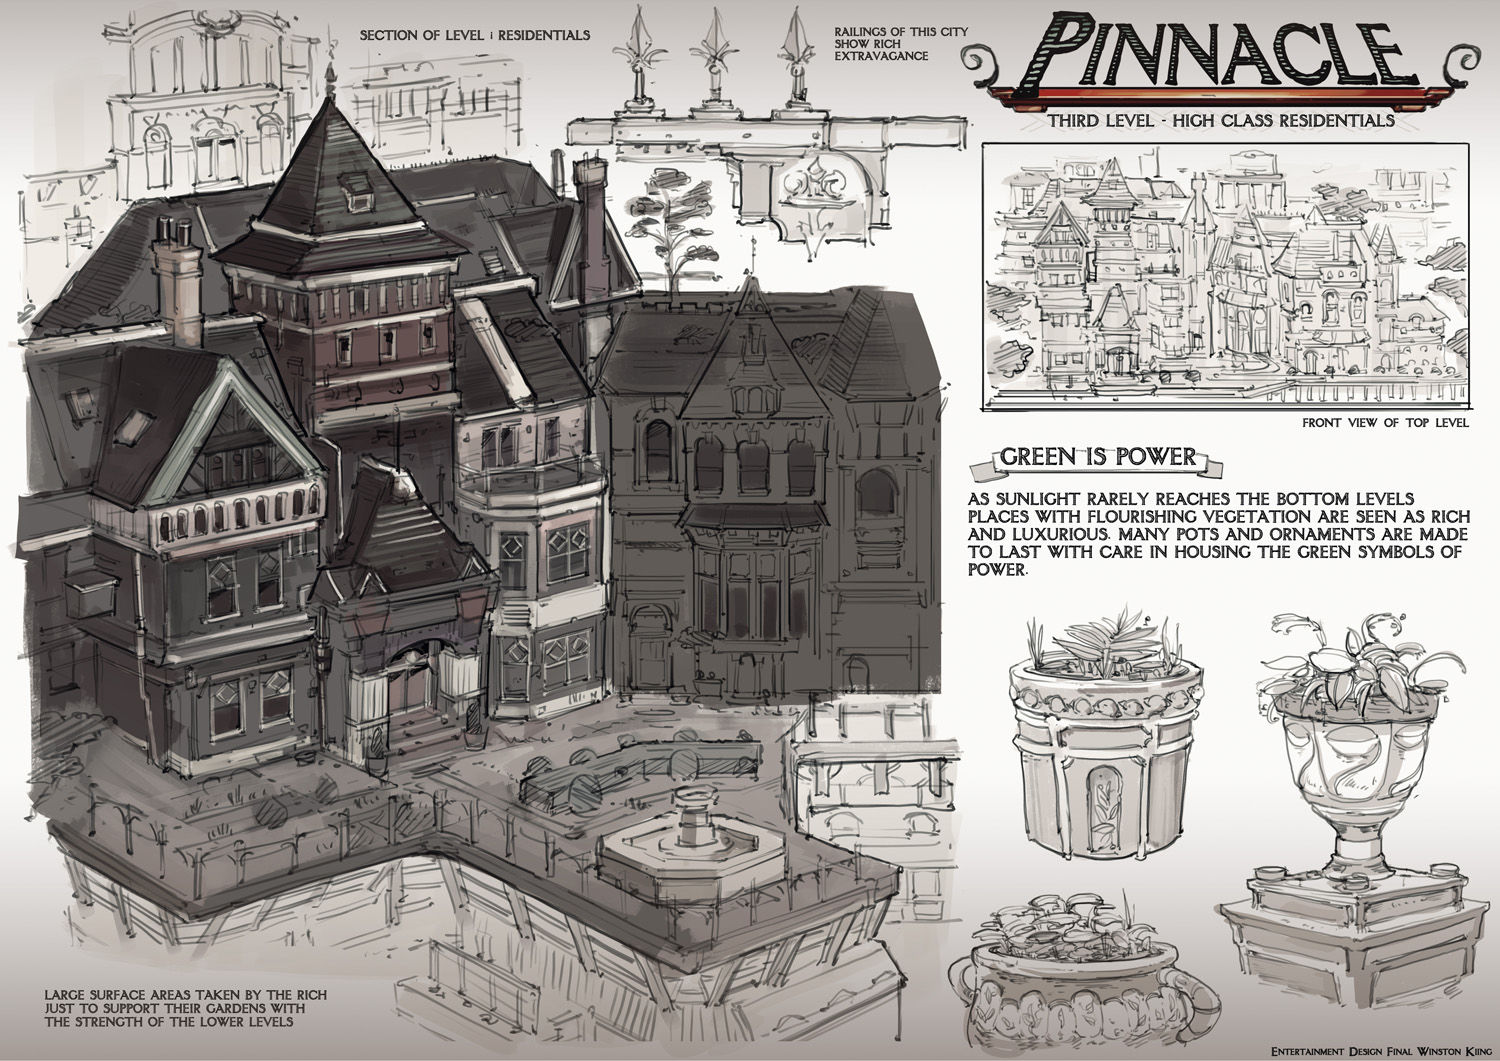 SECTION OF LEVEL : RESIDENTIALS
RAILINGS OF THIS CITY
SHOW RICH
EXTRAVAGANCE
PINNACLE
THIRD LEVEL - HIGH CLASS RESIDENTIALS
FRONT VIEW OF TOP LEVEL
GREEN IS POWER
AS SUNLIGHT RARELY REACHES THE BOTTOM LEVELS
PLACES WITH FLOURISHING VEGETATION ARE SEEN AS RICH
AND LUXURIOUS. MANY POTS AND ORNAMENTS ARE MADE
TO LAST WITH CARE IN HOUSING THE GREEN SYMBOLS OF
POWER.
LARGE SURFACE AREAS TAKEN BY THE RICH
JUST TO SUPPORT THEIR GARDENS WITH
THE STRENGTH OF THE LOWER LEVELS
ENTERTAINMENT DESIGN FINAL WINSTON KIING